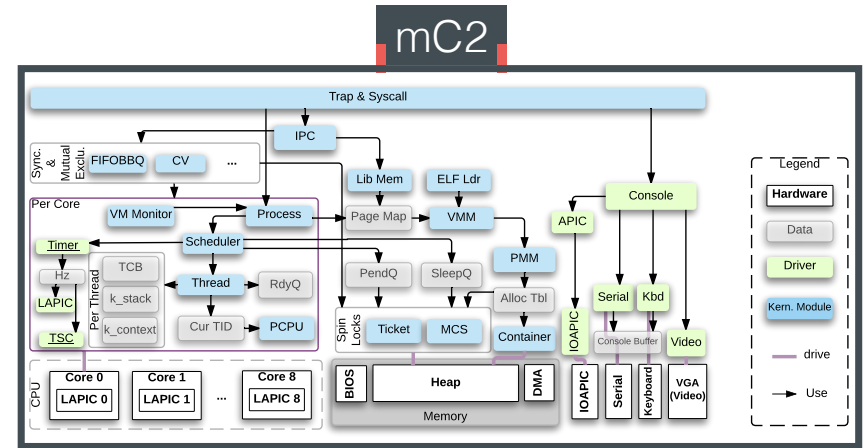 mC2
Trap & Syscall
IPC
Sync.
&
Mutual
Exclu.
FIFOBBQ
CV
...
Lib Mem
ELF Ldr
Per Core
VM Monitor
Process
Page Map
VMM
Console
APIC
Timer
Scheduler
Hz
LAPIC
TSC
Per Thread
TCB
k_stack
k_context
Thread
RdyQ
Cur TID
PCPU
PendQ
SleepQ
PMM
Alloc Tbl
Container
Spin
Locks
Ticket
MCS
IOAPIC
Serial
Kbd
Console Buffer
Video
CPU
Core 0
LAPIC 0
Core 1
LAPIC 1
...
Core 8
LAPIC 8
BIOS
Heap
DMA
Memory
IOAPIC
Serial
Keyboard
VGA
(Video)
Legend
Hardware
Data
Driver
Kern. Module
drive
Use